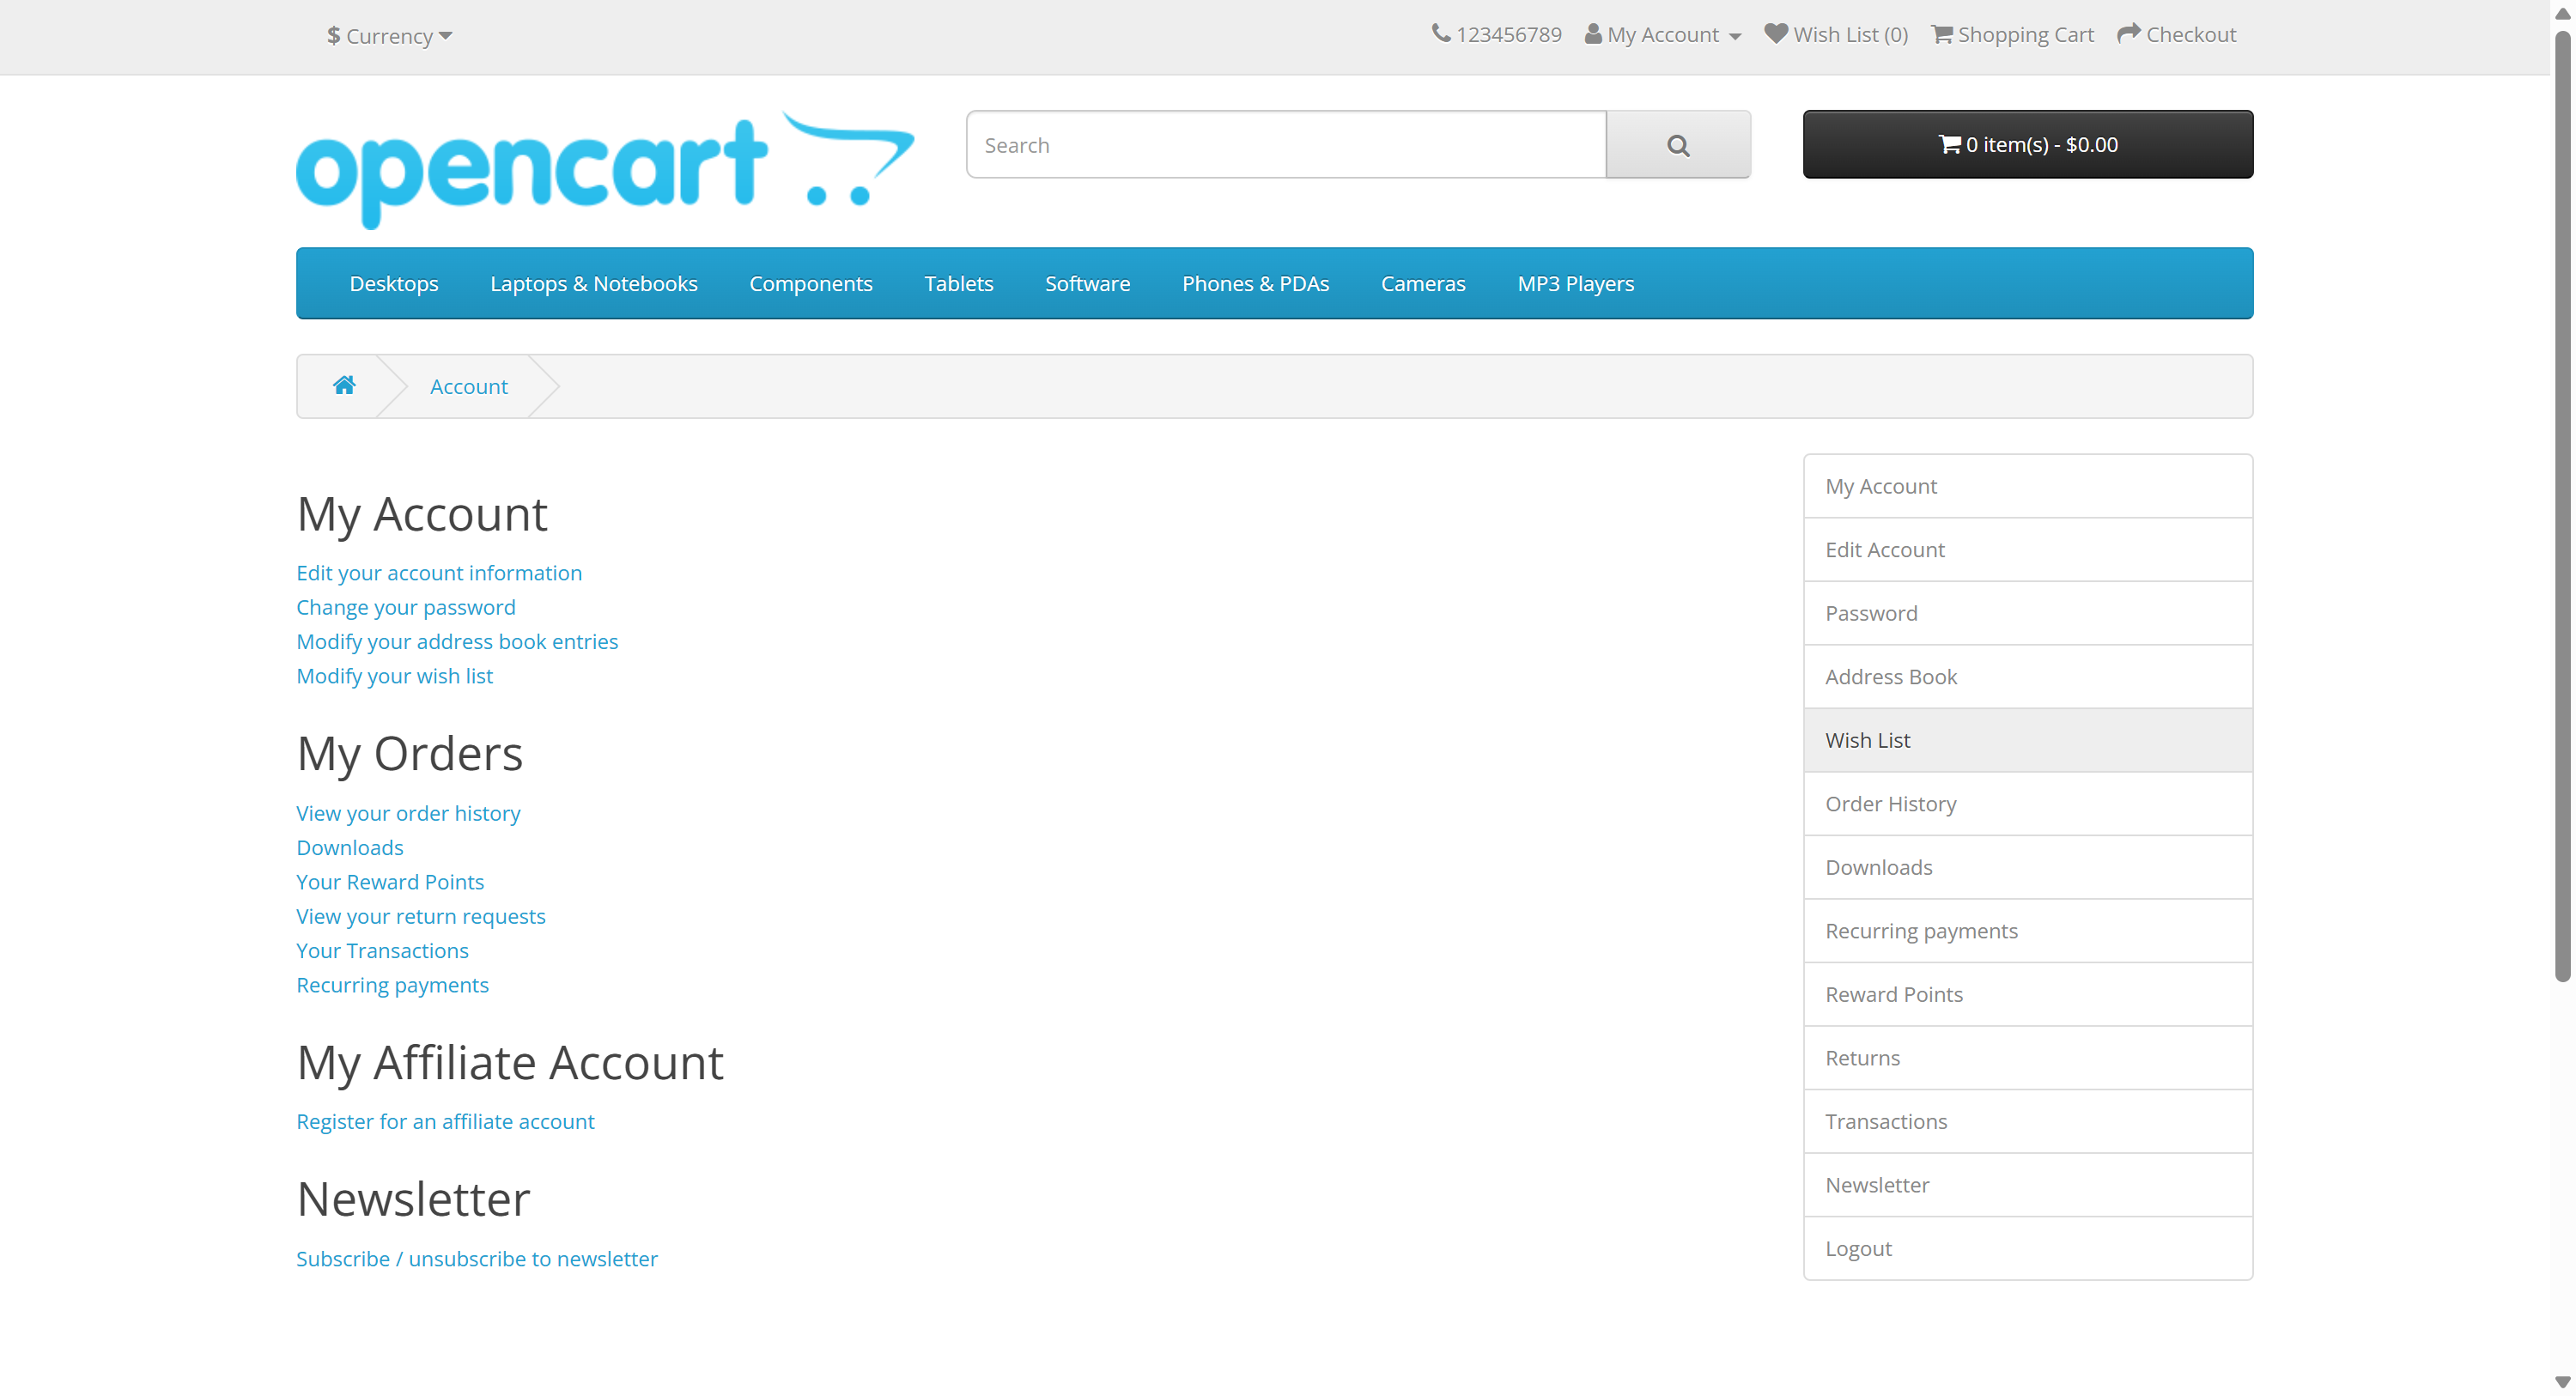 $ Currency
123456789 My Account Wish List (0) Shopping Cart Checkout
opencart
Search
0 item(s) - $0.00
Desktops Laptops & Notebooks Components Tablets Software Phones & PDAs Cameras MP3 Players
Account
My Account
Edit your account information
Change your password
Modify your address book entries
Modify your wish list
My Orders
View your order history
Downloads
Your Reward Points
View your return requests
Your Transactions
Recurring payments
My Affiliate Account
Register for an affiliate account
Newsletter
Subscribe / unsubscribe to newsletter
My Account
Edit Account
Password
Address Book
Wish List
Order History
Downloads
Recurring payments
Reward Points
Returns
Transactions
Newsletter
Logout